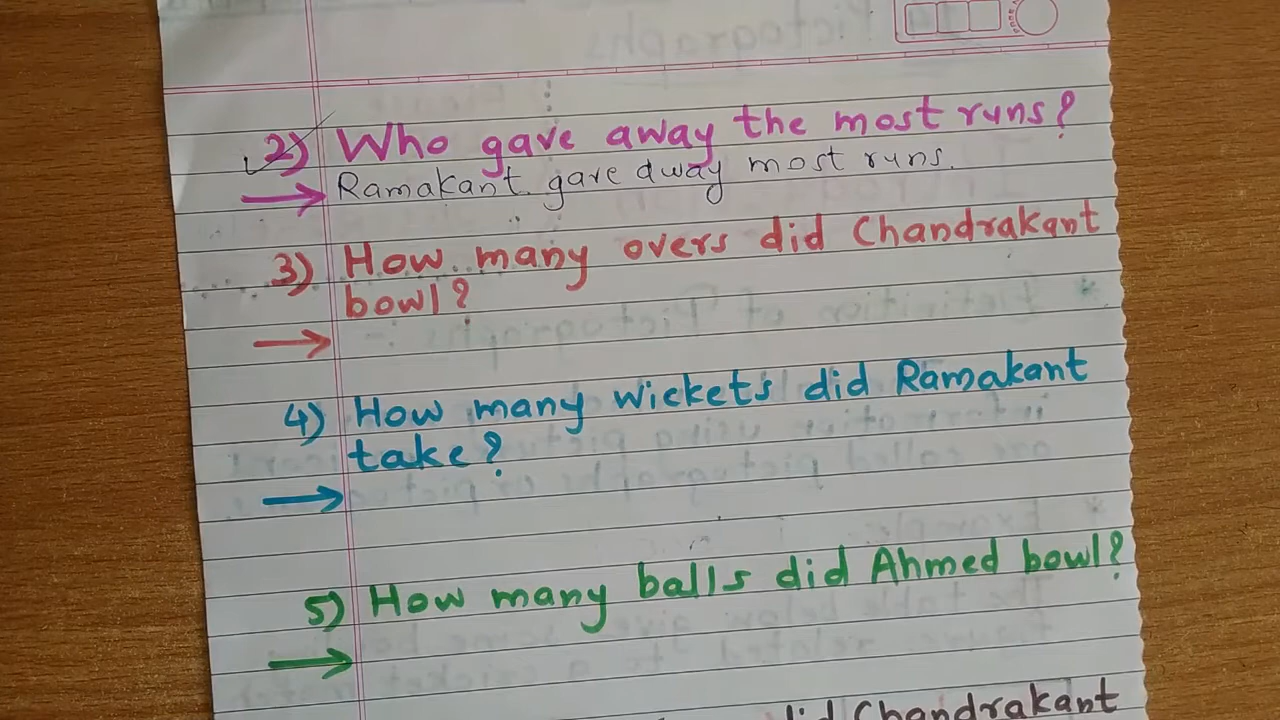 2) Who gave away the most runs?
→ Ramakant gave away most runs.
3) How many overs did Chandrakant
bowl?
→
4) How many wickets did Ramakant
take?
→
5) How many balls did Ahmed bowl?
→
did Chandrakant